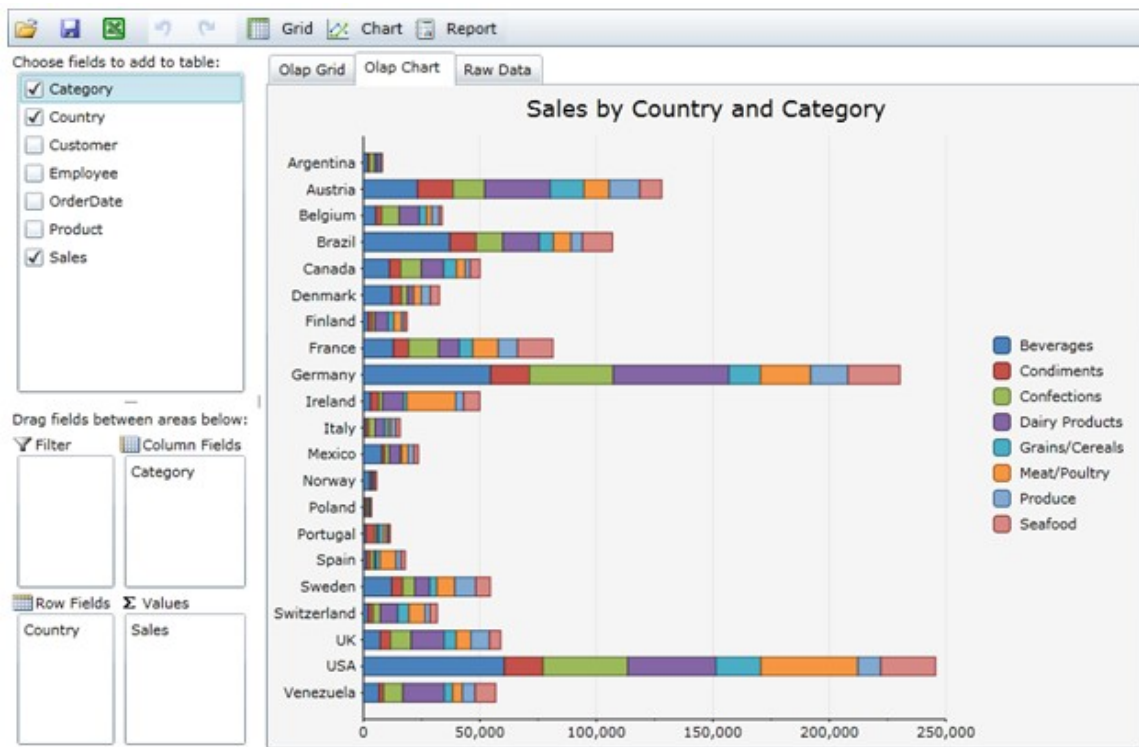 Grid Chart Report
Choose fields to add to table:
Category
Country
Customer
Employee
OrderDate
Product
Sales
Drag fields between areas below:
Filter
Column Fields
Category
Row Fields
Country
Σ Values
Sales
Olap Grid Olap Chart Raw Data
Sales by Country and Category
Argentina
Austria
Belgium
Brazil
Canada
Denmark
Finland
France
Germany
Ireland
Italy
Mexico
Norway
Poland
Portugal
Spain
Sweden
Switzerland
UK
USA
Venezuela
0 50,000 100,000 150,000 200,000 250,000
Beverages
Condiments
Confections
Dairy Products
Grains/Cereals
Meat/Poultry
Produce
Seafood